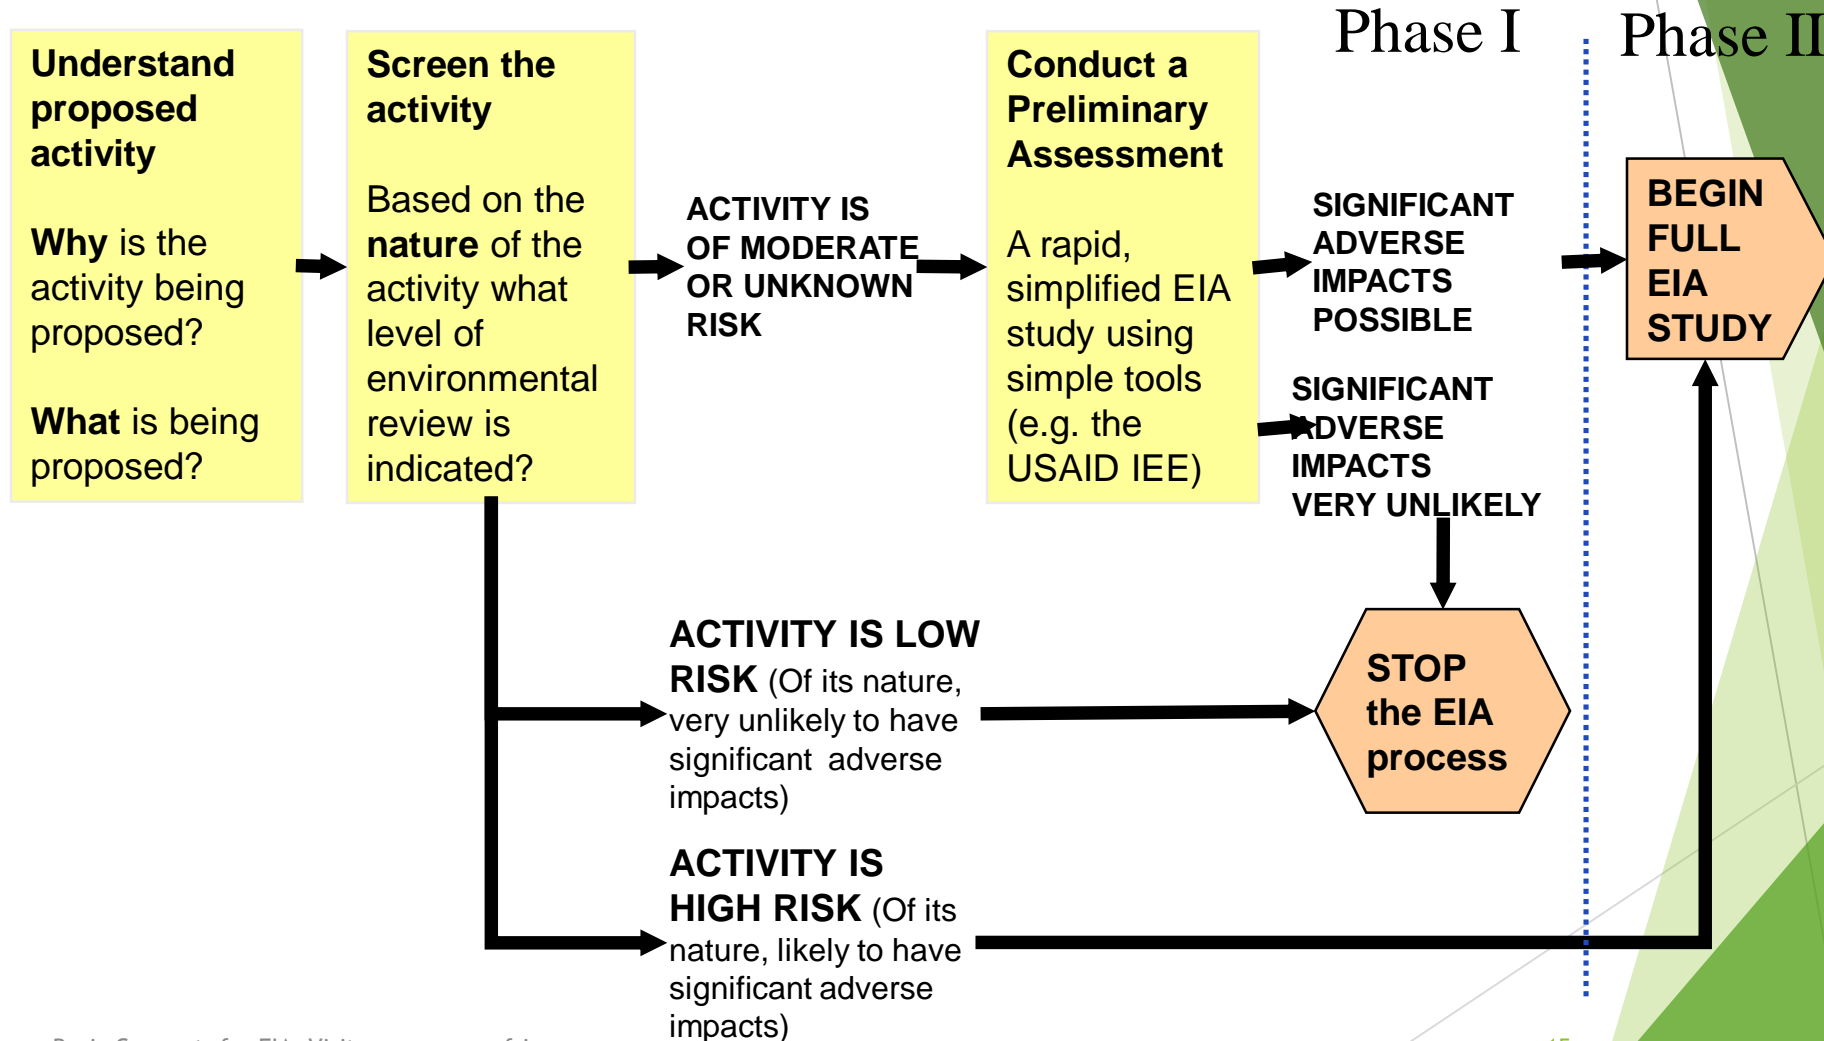 Phase I
Phase II
Understand
proposed
activity
Why is the
activity being
proposed?
What is being
proposed?
Screen the
activity
Based on the
nature of the
activity what
level of
environmental
review is
indicated?
ACTIVITY IS
OF MODERATE
OR UNKNOWN
RISK
Conduct a
Preliminary
Assessment
A rapid,
simplified EIA
study using
simple tools
(e.g. the
USAID IEE)
SIGNIFICANT
ADVERSE
IMPACTS
POSSIBLE
SIGNIFICANT
ADVERSE
IMPACTS
VERY UNLIKELY
BEGIN
FULL
EIA
STUDY
ACTIVITY IS LOW
RISK (Of its nature,
very unlikely to have
significant adverse
impacts)
STOP
the EIA
process
ACTIVITY IS
HIGH RISK (Of its
nature, likely to have
significant adverse
impacts)